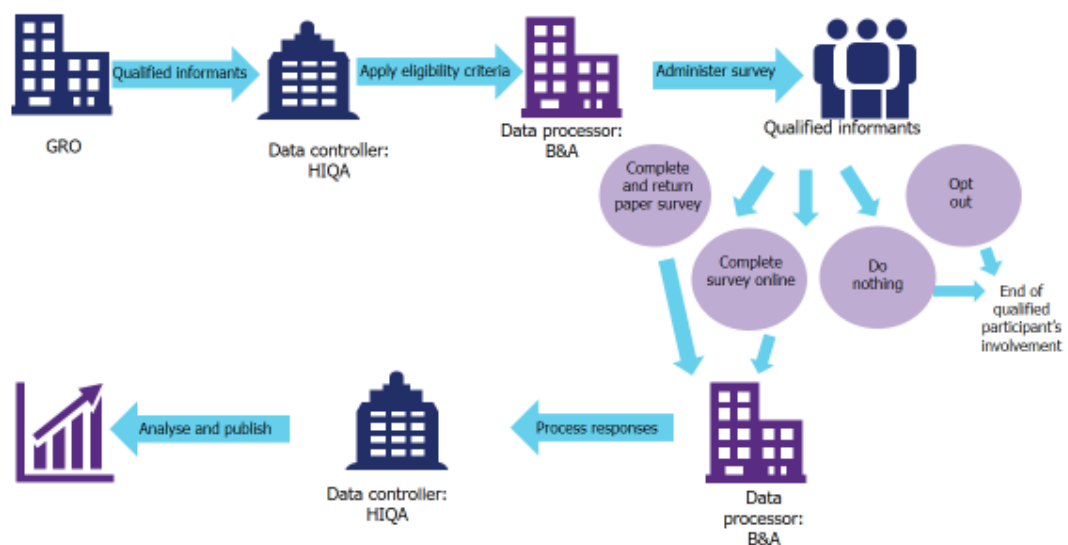 Qualified informants
Apply eligibility criteria
Administer survey
GRO
Data controller:
HIQA
Data processor:
B&A
Qualified informants
Complete
and return
paper survey
Opt
out
Complete
survey online
Do
nothing
End of
qualified
participant's
involvement
Analyse and publish
Process responses
Data controller:
HIQA
Data
processor:
B&A